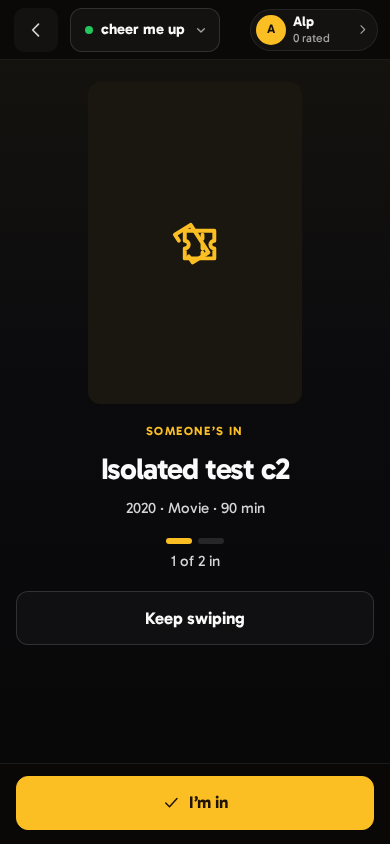 cheer me up
A
Alp
0 rated
SOMEONE'S IN
Isolated test c2
2020 · Movie · 90 min
1 of 2 in
Keep swiping
I'm in